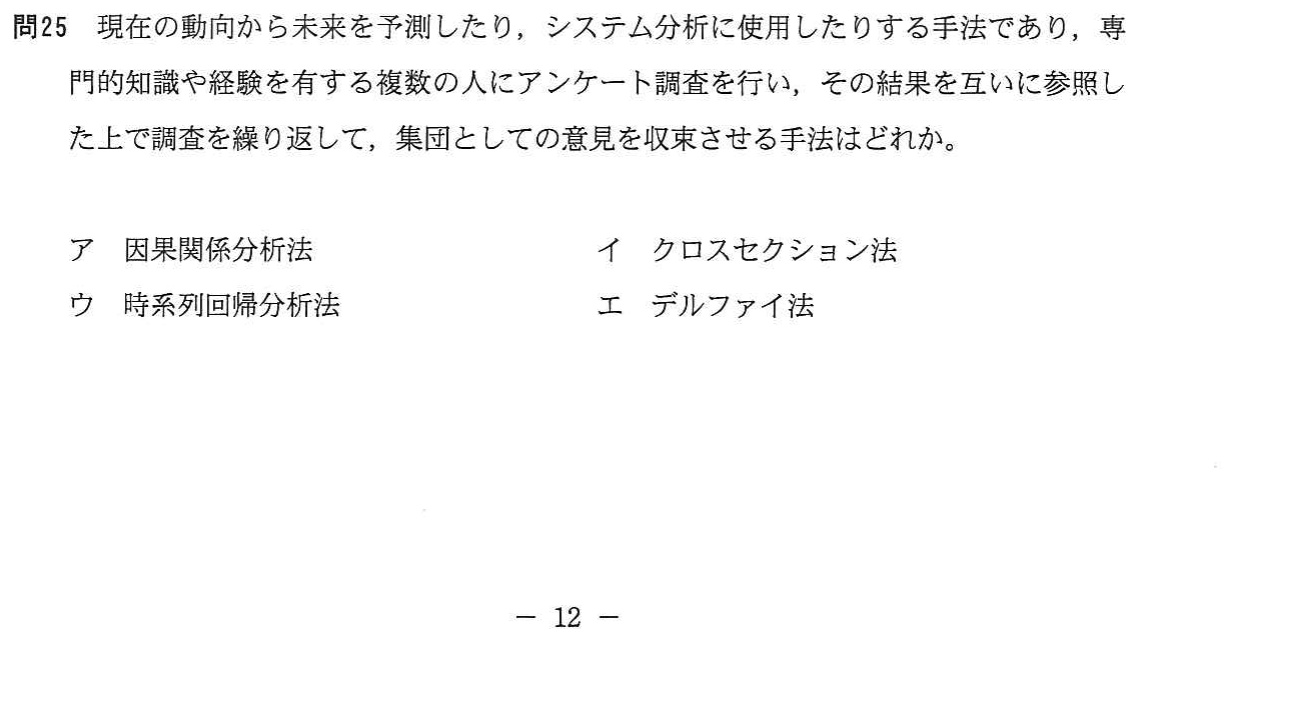 問25 現在の動向から未来を予測したり，システム分析に使用したりする手法であり，専
門的知識や経験を有する複数の人にアンケート調査を行い，その結果を互いに参照し
た上で調査を繰り返して，集団としての意見を収束させる手法はどれか。
ア 因果関係分析法 イ クロスセクション法
ウ 時系列回帰分析法 エ デルファイ法
－ 12 －